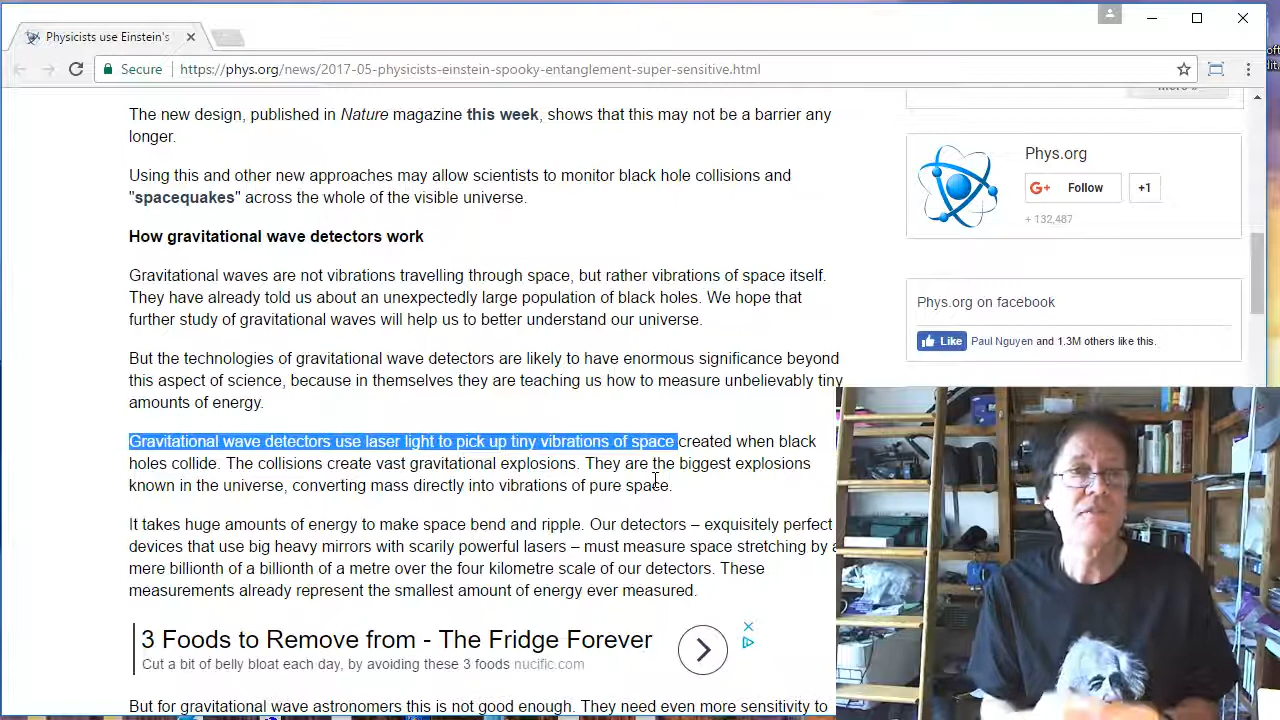 Physicists use Einstein's
Secure
https://phys.org/news/2017-05-physicists-einstein-spooky-entanglement-super-sensitive.html
The new design, published in Nature magazine this week, shows that this may not be a barrier any
longer.
Using this and other new approaches may allow scientists to monitor black hole collisions and
"spacequakes" across the whole of the visible universe.
How gravitational wave detectors work
Gravitational waves are not vibrations travelling through space, but rather vibrations of space itself.
They have already told us about an unexpectedly large population of black holes. We hope that
further study of gravitational waves will help us to better understand our universe.
But the technologies of gravitational wave detectors are likely to have enormous significance beyond
this aspect of science, because in themselves they are teaching us how to measure unbelievably tiny
amounts of energy.
Gravitational wave detectors use laser light to pick up tiny vibrations of space created when black
holes collide. The collisions create vast gravitational explosions. They are the biggest explosions
known in the universe, converting mass directly into vibrations of pure space.
It takes huge amounts of energy to make space bend and ripple. Our detectors – exquisitely perfect
devices that use big heavy mirrors with scarily powerful lasers – must measure space stretching by a
mere billionth of a billionth of a metre over the four kilometre scale of our detectors. These
measurements already represent the smallest amount of energy ever measured.
3 Foods to Remove from - The Fridge Forever
Cut a bit of belly bloat each day, by avoiding these 3 foods nucific.com
But for gravitational wave astronomers this is not good enough. They need even more sensitivity to
Phys.org
G+ Follow
+1
+ 132,487
Phys.org on facebook
Like
Paul Nguyen and 1.3M others like this.